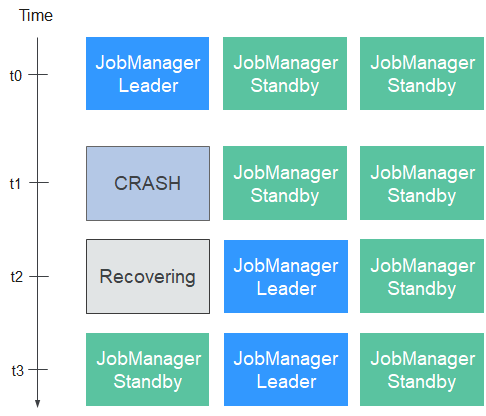 Time
t0
JobManager
Leader
JobManager
Standby
JobManager
Standby
t1
CRASH
JobManager
Standby
JobManager
Standby
t2
Recovering
JobManager
Leader
JobManager
Standby
t3
JobManager
Standby
JobManager
Leader
JobManager
Standby